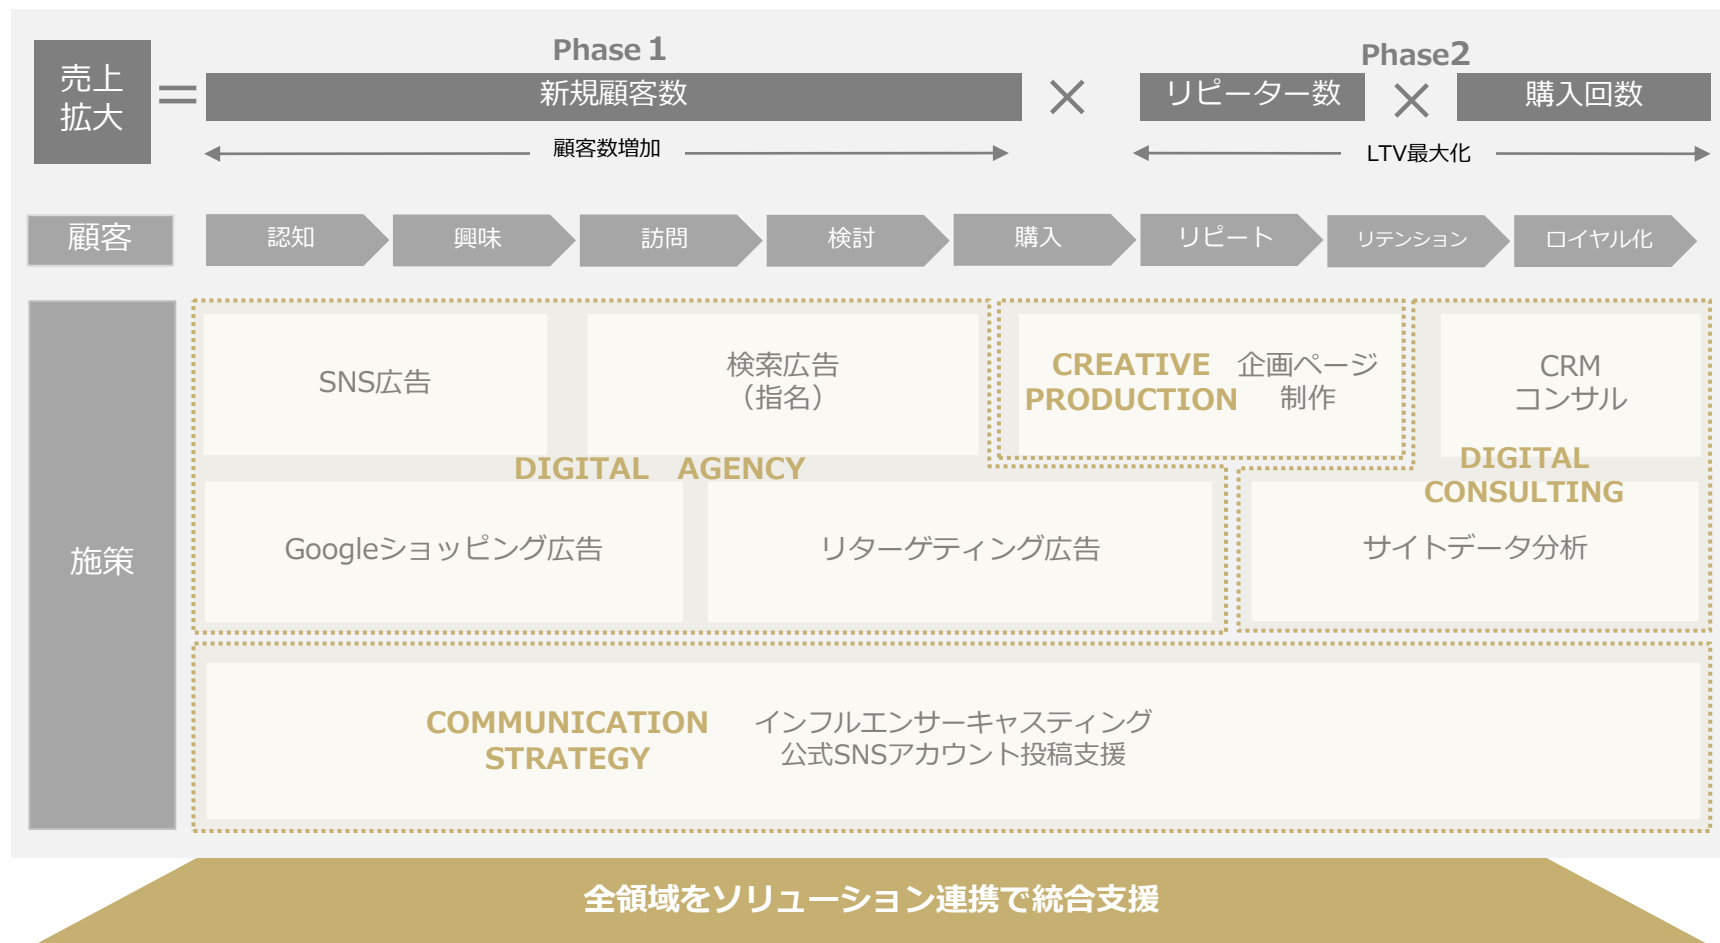 Phase１
Phase2
売上
拡大
＝
新規顧客数
×
リピーター数
×
購入回数
顧客数増加
LTV最大化
顧客
認知
興味
訪問
検討
購入
リピート
リテンション
ロイヤル化
施策
SNS広告
検索広告
（指名）
CREATIVE
PRODUCTION
企画ページ
制作
CRM
コンサル
DIGITAL AGENCY
DIGITAL
CONSULTING
Googleショッピング広告
リターゲティング広告
サイトデータ分析
COMMUNICATION
STRATEGY
インフルエンサーキャスティング
公式SNSアカウント投稿支援
全領域をソリューション連携で統合支援